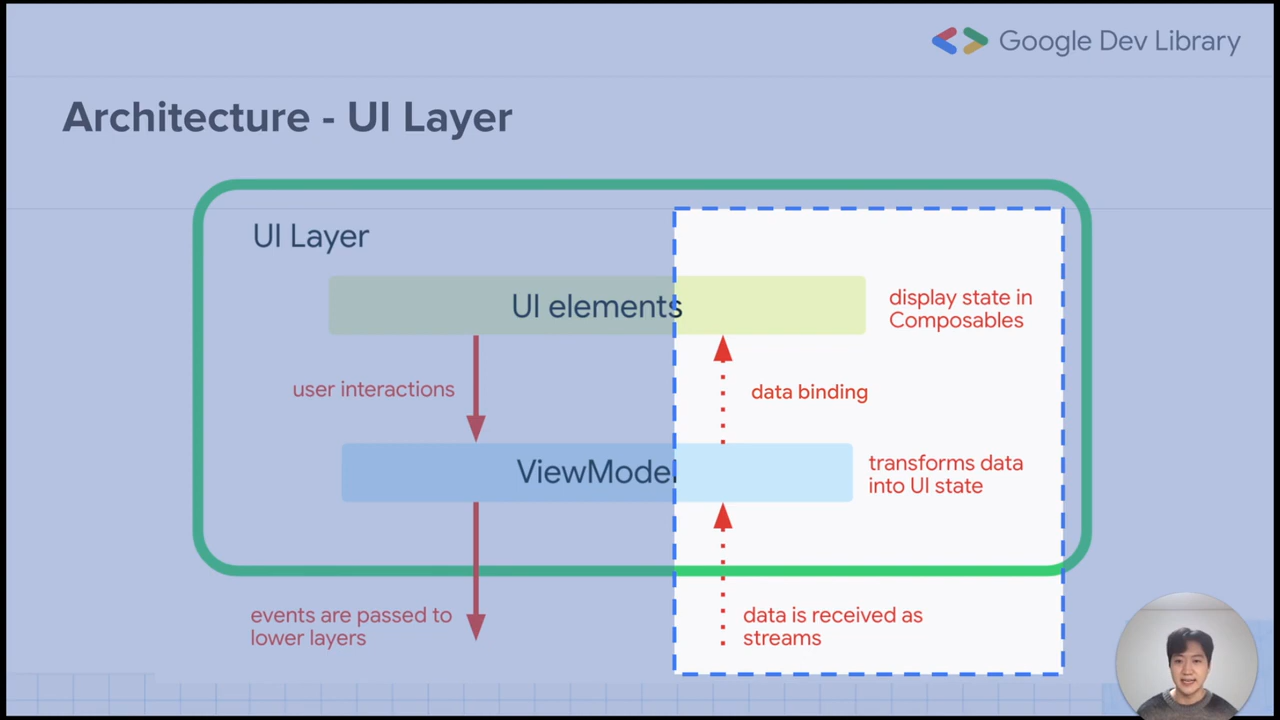 Google Dev Library
Architecture - UI Layer
UI Layer
UI elements
display state in
Composables
user interactions
data binding
ViewModel
transforms data
into UI state
events are passed to
lower layers
data is received as
streams